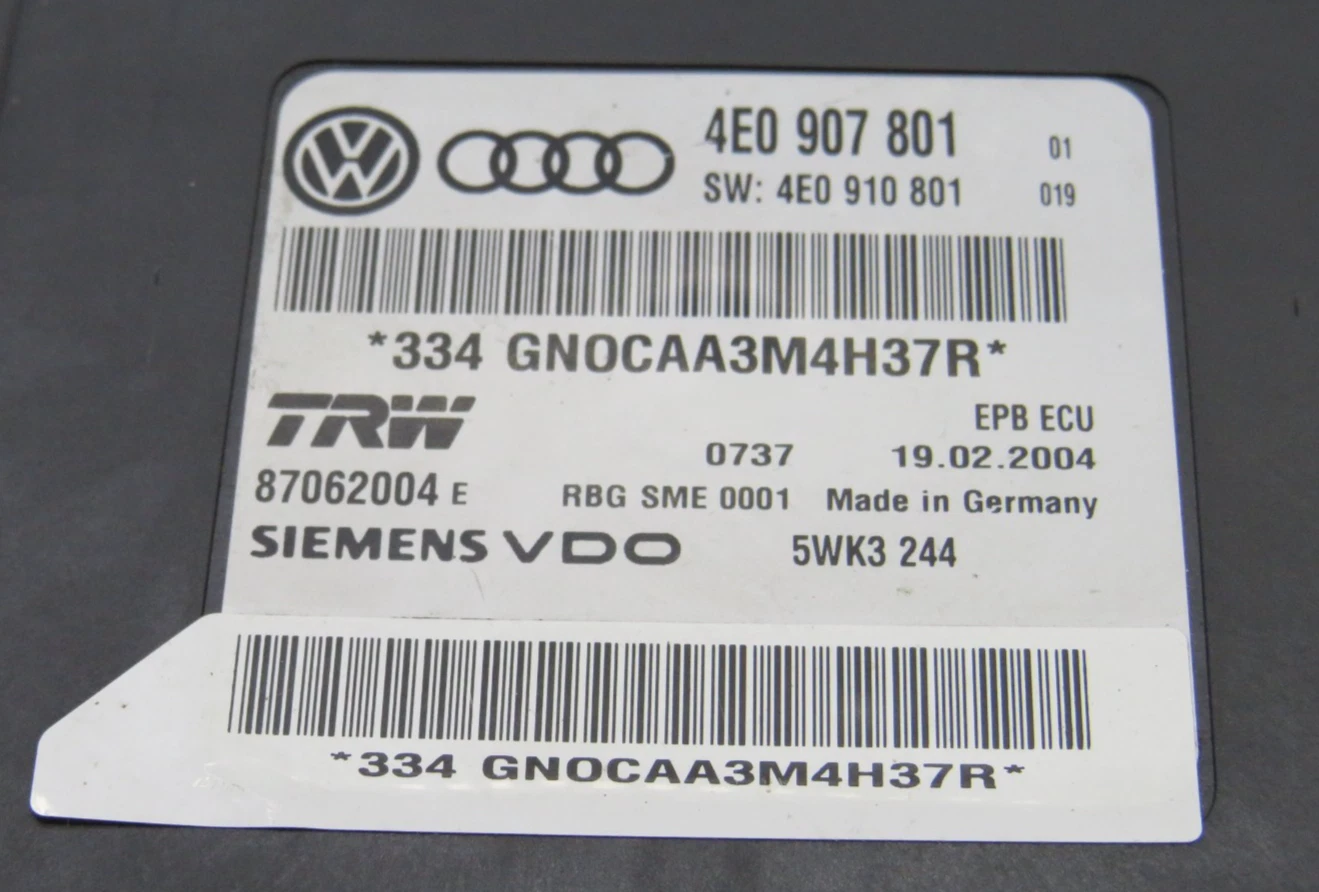 4E0 907 801 01
SW: 4E0 910 801 019
*334 GNOCAA3M4H37R*
TRW EPB ECU
0737 19.02.2004
87062004 E RBG SME 0001 Made in Germany
SIEMENS VDO 5WK3 244
*334 GNOCAA3M4H37R*